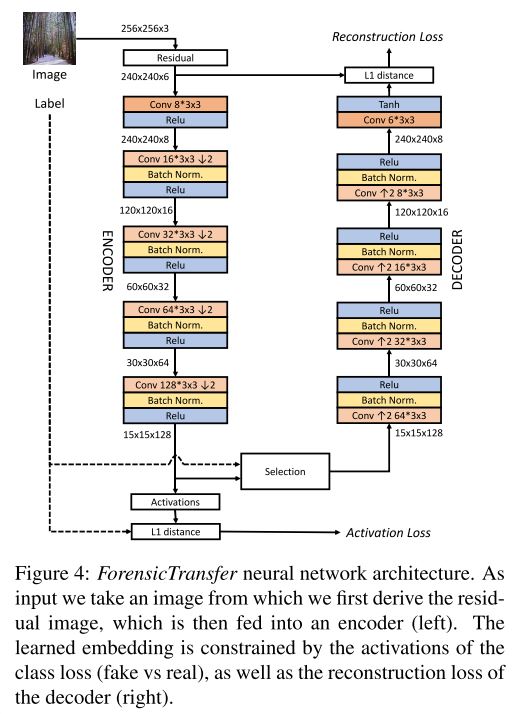 256x256x3
Reconstruction Loss
Residual
L1 distance
Image
240x240x6
Label
Conv 8*3x3
Relu
240x240x8
Conv 16*3x3 ↓2
Batch Norm.
Relu
120x120x16
Conv 32*3x3 ↓2
Batch Norm.
Relu
60x60x32
Conv 64*3x3 ↓2
Batch Norm.
Relu
30x30x64
Conv 128*3x3 ↓2
Batch Norm.
Relu
15x15x128
ENCODER
Tanh
Conv 6*3x3
240x240x8
Relu
Batch Norm.
Conv ↑2 8*3x3
120x120x16
Relu
Batch Norm.
Conv ↑2 16*3x3
60x60x32
Relu
Batch Norm.
Conv ↑2 32*3x3
30x30x64
Relu
Batch Norm.
Conv ↑2 64*3x3
15x15x128
DECODER
Selection
Activations
L1 distance
Activation Loss
Figure 4: ForensicTransfer neural network architecture. As
input we take an image from which we first derive the resid-
ual image, which is then fed into an encoder (left). The
learned embedding is constrained by the activations of the
class loss (fake vs real), as well as the reconstruction loss of
the decoder (right).